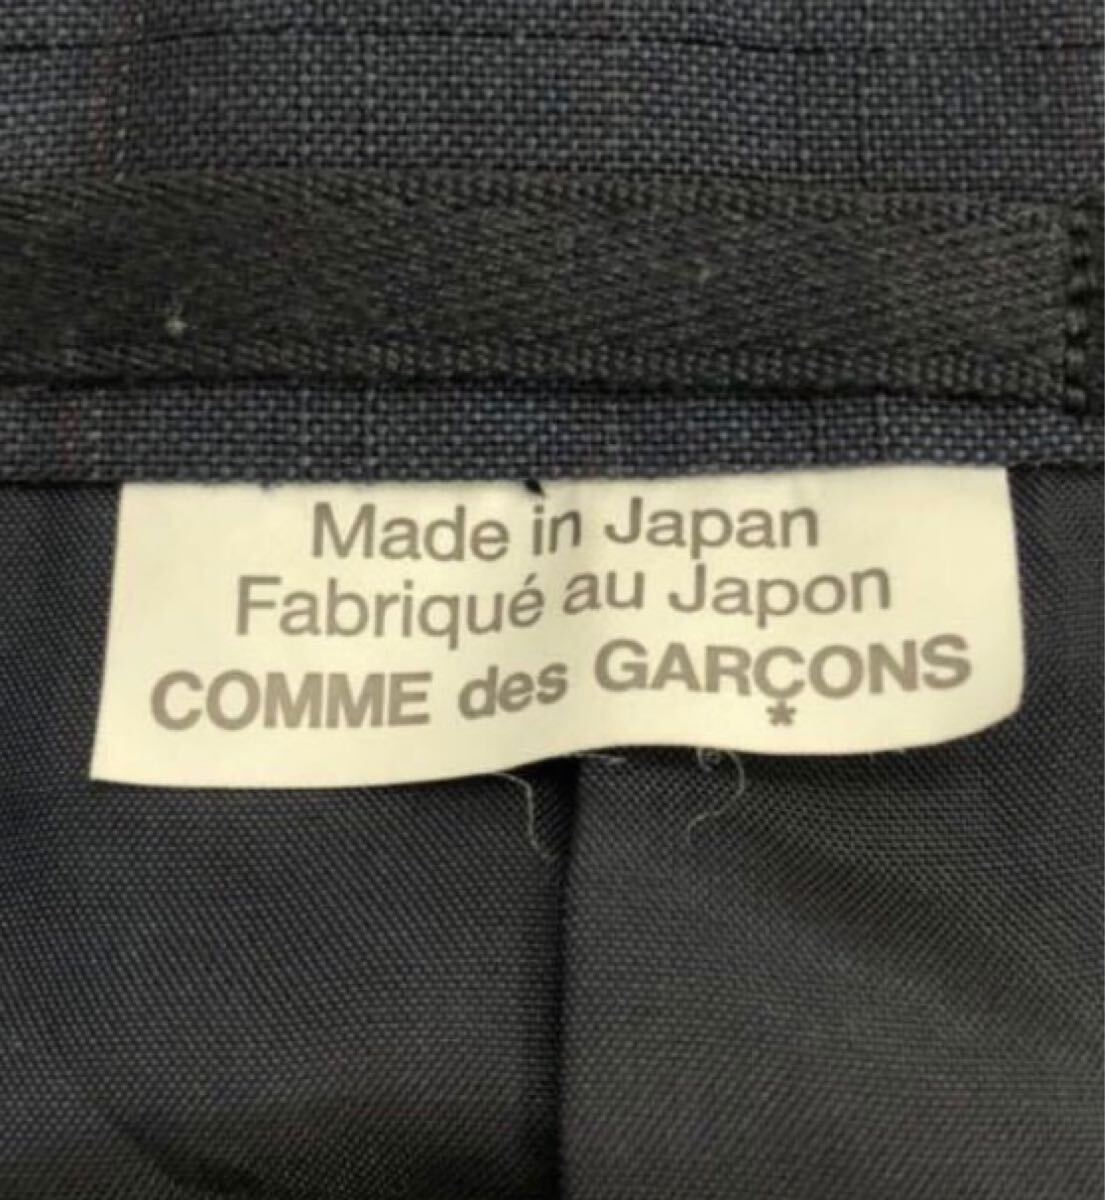 Made in Japan
Fabriqué au Japon
COMME des GARÇONS
*